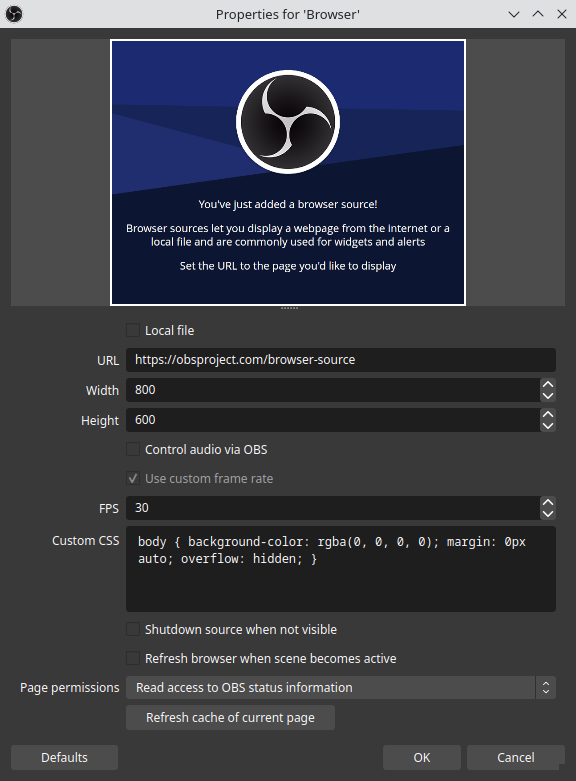 Properties for 'Browser'
You've just added a browser source!
Browser sources let you display a webpage from the internet or a
local file and are commonly used for widgets and alerts
Set the URL to the page you'd like to display
Local file
URL https://obsproject.com/browser-source
Width 800
Height 600
Control audio via OBS
Use custom frame rate
FPS 30
Custom CSS body { background-color: rgba(0, 0, 0, 0); margin: 0px
auto; overflow: hidden; }
Shutdown source when not visible
Refresh browser when scene becomes active
Page permissions Read access to OBS status information
Refresh cache of current page
Defaults OK Cancel